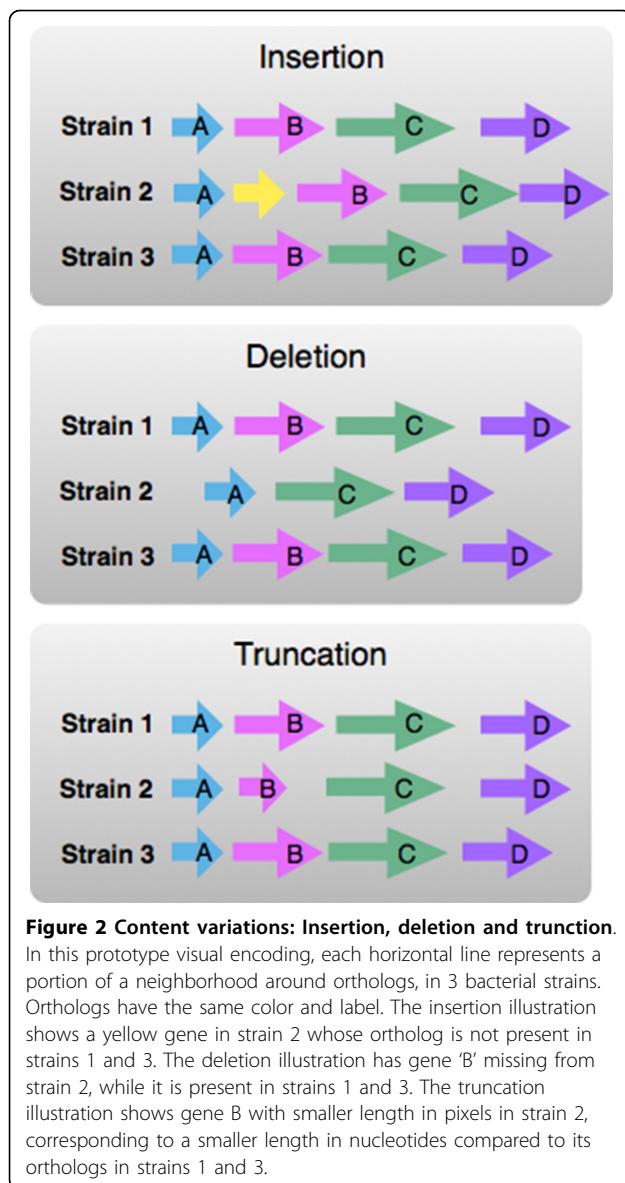 Insertion
Strain 1 A B C D
Strain 2 A B C D
Strain 3 A B C D
Deletion
Strain 1 A B C D
Strain 2 A C D
Strain 3 A B C D
Truncation
Strain 1 A B C D
Strain 2 A B C D
Strain 3 A B C D
Figure 2 Content variations: Insertion, deletion and trunction.
In this prototype visual encoding, each horizontal line represents a
portion of a neighborhood around orthologs, in 3 bacterial strains.
Orthologs have the same color and label. The insertion illustration
shows a yellow gene in strain 2 whose ortholog is not present in
strains 1 and 3. The deletion illustration has gene ‘B’ missing from
strain 2, while it is present in strains 1 and 3. The truncation
illustration shows gene B with smaller length in pixels in strain 2,
corresponding to a smaller length in nucleotides compared to its
orthologs in strains 1 and 3.